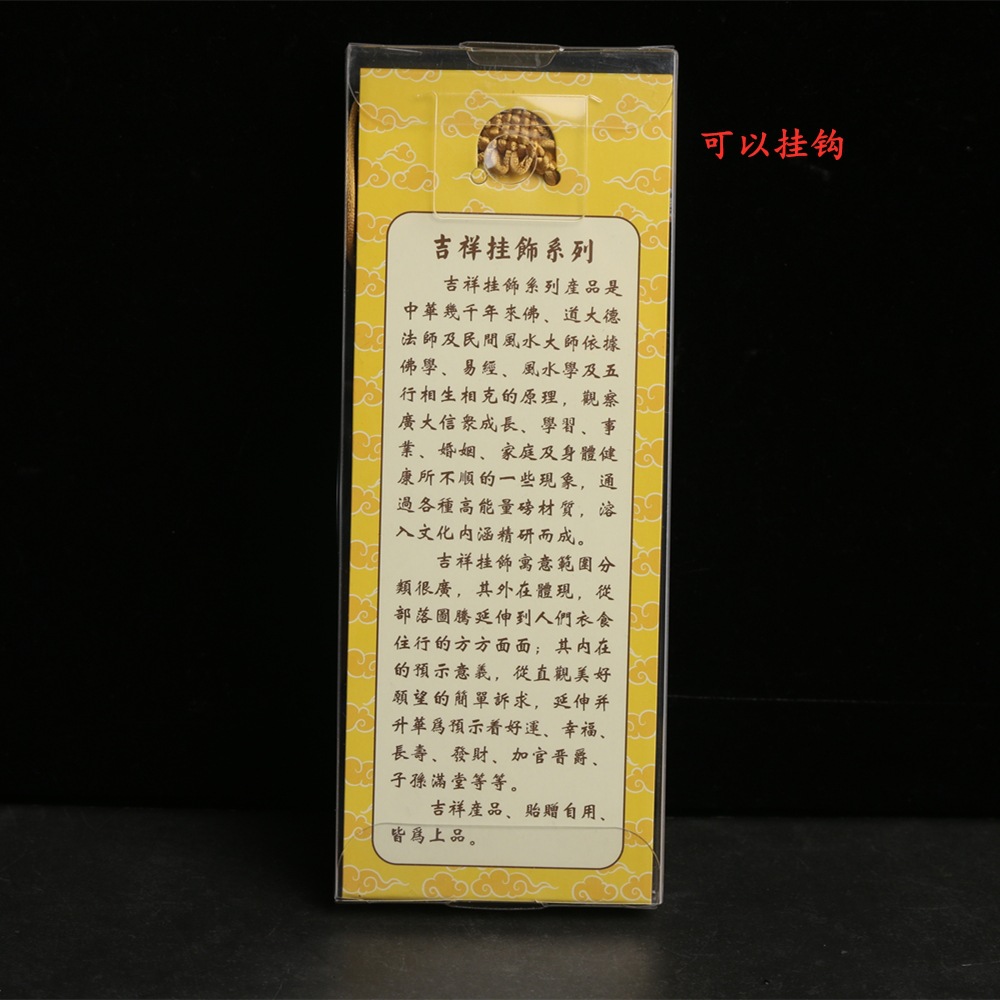 可以挂钩
吉祥挂飾系列
吉祥挂飾系列産品是
中華幾千年來佛、道大德
法師及民間風水大師依據
佛學、易經、風水學及五
行相生相克的原理，觀察
廣大信衆成長、學習、事
業、婚姻、家庭及身體健
康所不順的一些現象，通
過各種高能量磅材質，溶
入文化内涵精研而成。
吉祥挂飾寓意範圍分
類很廣，其外在體現，從
部落圖騰延伸到人們衣食
住行的方方面面；其内在
的預示意義，從直觀美好
願望的簡單訴求，延伸并
升華爲預示着好運、幸福、
長壽、發財、加官晋爵、
子孫滿堂等等。
吉祥産品、貽贈自用、
皆爲上品。